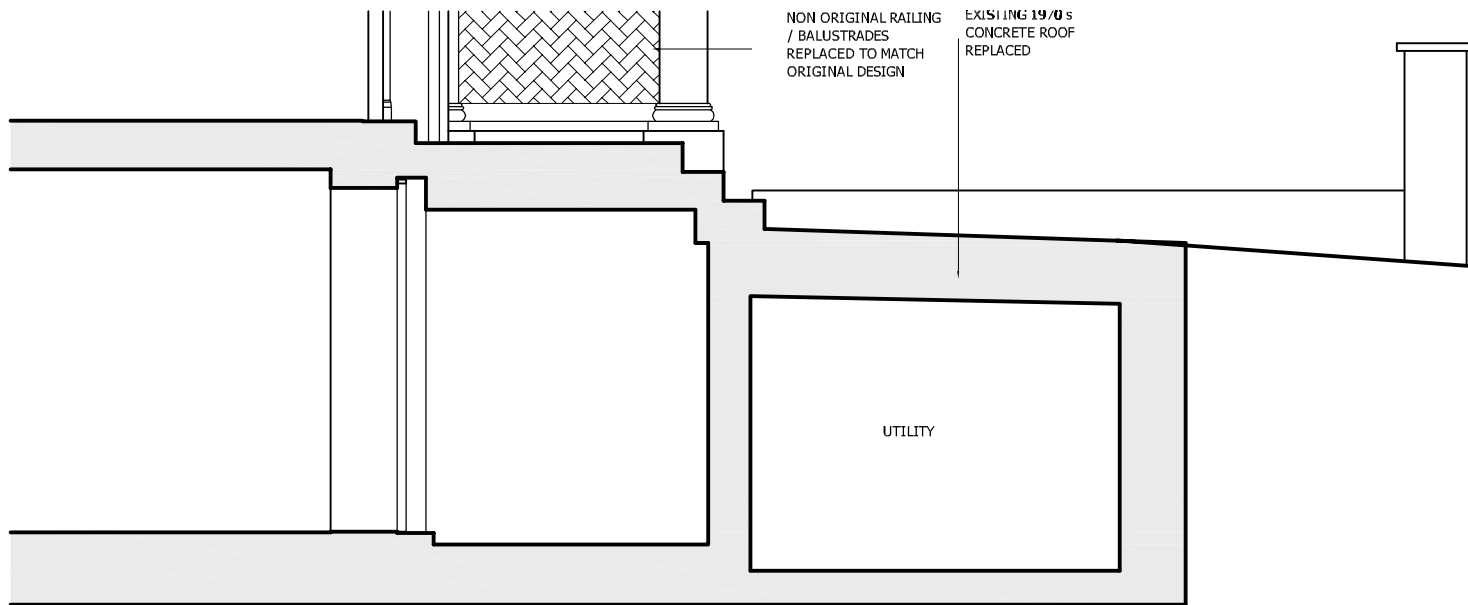 NON ORIGINAL RAILING
/ BALUSTRADES
REPLACED TO MATCH
ORIGINAL DESIGN
EXISTING 1970's
CONCRETE ROOF
REPLACED
UTILITY